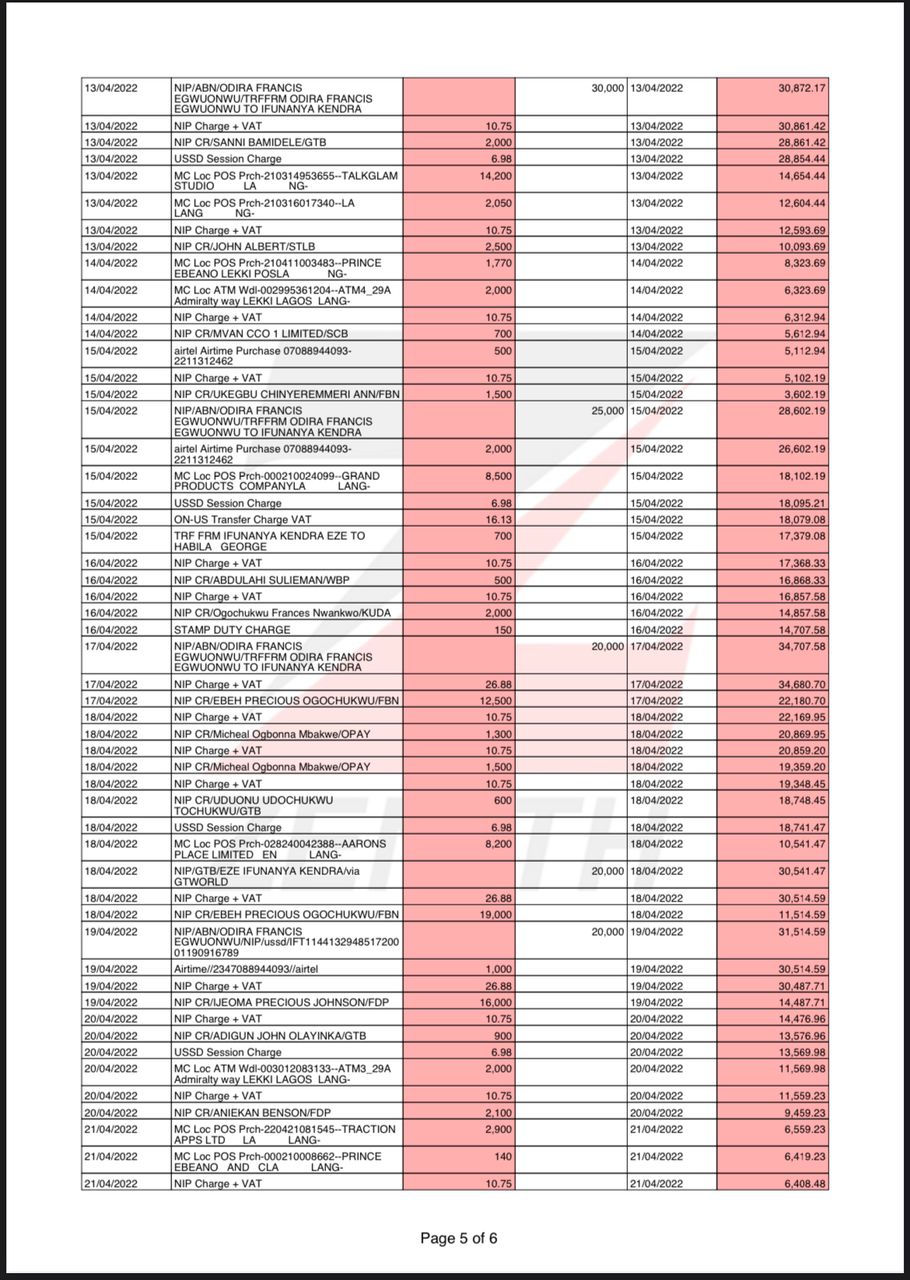 13/04/2022 NIP/ABN/ODIRA FRANCIS 30,000 13/04/2022 30,872.17
EGWUONWU/TRFFRM ODIRA FRANCIS
EGWUONWU TO IFUNANYA KENDRA
13/04/2022 NIP Charge + VAT 10.75 13/04/2022 30,861.42
13/04/2022 NIP CR/SANNI BAMIDELE/GTB 2,000 13/04/2022 28,861.42
13/04/2022 USSD Session Charge 6.98 13/04/2022 28,854.44
13/04/2022 MC Loc POS Prch-210314953655--TALKGLAM 14,200 13/04/2022 14,654.44
STUDIO LA NG-
13/04/2022 MC Loc POS Prch-210316017340--LA 2,050 13/04/2022 12,604.44
LANG NG-
13/04/2022 NIP Charge + VAT 10.75 13/04/2022 12,593.69
13/04/2022 NIP CR/JOHN ALBERT/STLB 2,500 13/04/2022 10,093.69
14/04/2022 MC Loc POS Prch-210411003483--PRINCE 1,770 14/04/2022 8,323.69
EBEANO LEKKI POSLA NG-
14/04/2022 MC Loc ATM Wdl-002995361204--ATM4_29A 2,000 14/04/2022 6,323.69
Admiralty way LEKKI LAGOS LANG-
14/04/2022 NIP Charge + VAT 10.75 14/04/2022 6,312.94
14/04/2022 NIP CR/MVAN CCO 1 LIMITED/SCB 700 14/04/2022 5,612.94
15/04/2022 airtel Airtime Purchase 07088944093- 500 15/04/2022 5,112.94
2211312462
15/04/2022 NIP Charge + VAT 10.75 15/04/2022 5,102.19
15/04/2022 NIP CR/UKEGBU CHINYEREMMERI ANN/FBN 1,500 15/04/2022 3,602.19
15/04/2022 NIP/ABN/ODIRA FRANCIS 25,000 15/04/2022 28,602.19
EGWUONWU/TRFFRM ODIRA FRANCIS
EGWUONWU TO IFUNANYA KENDRA
15/04/2022 airtel Airtime Purchase 07088944093- 2,000 15/04/2022 26,602.19
2211312462
15/04/2022 MC Loc POS Prch-000210024099--GRAND 8,500 15/04/2022 18,102.19
PRODUCTS COMPANYLA LANG-
15/04/2022 USSD Session Charge 6.98 15/04/2022 18,095.21
15/04/2022 ON-US Transfer Charge VAT 16.13 15/04/2022 18,079.08
15/04/2022 TRF FRM IFUNANYA KENDRA EZE TO 700 15/04/2022 17,379.08
HABILA GEORGE
16/04/2022 NIP Charge + VAT 10.75 16/04/2022 17,368.33
16/04/2022 NIP CR/ABDULAHI SULIEMAN/WBP 500 16/04/2022 16,868.33
16/04/2022 NIP Charge + VAT 10.75 16/04/2022 16,857.58
16/04/2022 NIP CR/Ogochukwu Frances Nwankwo/KUDA 2,000 16/04/2022 14,857.58
16/04/2022 STAMP DUTY CHARGE 150 16/04/2022 14,707.58
17/04/2022 NIP/ABN/ODIRA FRANCIS 20,000 17/04/2022 34,707.58
EGWUONWU/TRFFRM ODIRA FRANCIS
EGWUONWU TO IFUNANYA KENDRA
17/04/2022 NIP Charge + VAT 26.88 17/04/2022 34,680.70
17/04/2022 NIP CR/EBEH PRECIOUS OGOCHUKWU/FBN 12,500 17/04/2022 22,180.70
18/04/2022 NIP Charge + VAT 10.75 18/04/2022 22,169.95
18/04/2022 NIP CR/Micheal Ogbonna Mbakwe/OPAY 1,300 18/04/2022 20,869.95
18/04/2022 NIP Charge + VAT 10.75 18/04/2022 20,859.20
18/04/2022 NIP CR/Micheal Ogbonna Mbakwe/OPAY 1,500 18/04/2022 19,359.20
18/04/2022 NIP Charge + VAT 10.75 18/04/2022 19,348.45
18/04/2022 NIP CR/UDUONU UDOCHUKWU 600 18/04/2022 18,748.45
TOCHUKWU/GTB
18/04/2022 USSD Session Charge 6.98 18/04/2022 18,741.47
18/04/2022 MC Loc POS Prch-028240042388--AARONS 8,200 18/04/2022 10,541.47
PLACE LIMITED EN LANG-
18/04/2022 NIP/GTB/EZE IFUNANYA KENDRA/via 20,000 18/04/2022 30,541.47
GTWORLD
18/04/2022 NIP Charge + VAT 26.88 18/04/2022 30,514.59
18/04/2022 NIP CR/EBEH PRECIOUS OGOCHUKWU/FBN 19,000 18/04/2022 11,514.59
19/04/2022 NIP/ABN/ODIRA FRANCIS 20,000 19/04/2022 31,514.59
EGWUONWU/NIP/ussd/IFT1144132948517200
01190916789
19/04/2022 Airtime//2347088944093//airtel 1,000 19/04/2022 30,514.59
19/04/2022 NIP Charge + VAT 26.88 19/04/2022 30,487.71
19/04/2022 NIP CR/IJEOMA PRECIOUS JOHNSON/FDP 16,000 19/04/2022 14,487.71
20/04/2022 NIP Charge + VAT 10.75 20/04/2022 14,476.96
20/04/2022 NIP CR/ADIGUN JOHN OLAYINKA/GTB 900 20/04/2022 13,576.96
20/04/2022 USSD Session Charge 6.98 20/04/2022 13,569.98
20/04/2022 MC Loc ATM Wdl-003012083133--ATM3_29A 2,000 20/04/2022 11,569.98
Admiralty way LEKKI LAGOS LANG-
20/04/2022 NIP Charge + VAT 10.75 20/04/2022 11,559.23
20/04/2022 NIP CR/ANIEKAN BENSON/FDP 2,100 20/04/2022 9,459.23
21/04/2022 MC Loc POS Prch-220421081545--TRACTION 2,900 21/04/2022 6,559.23
APPS LTD LA LANG-
21/04/2022 MC Loc POS Prch-000210008662--PRINCE 140 21/04/2022 6,419.23
EBEANO AND CLA LANG-
21/04/2022 NIP Charge + VAT 10.75 21/04/2022 6,408.48
ZENITH
Page 5 of 6